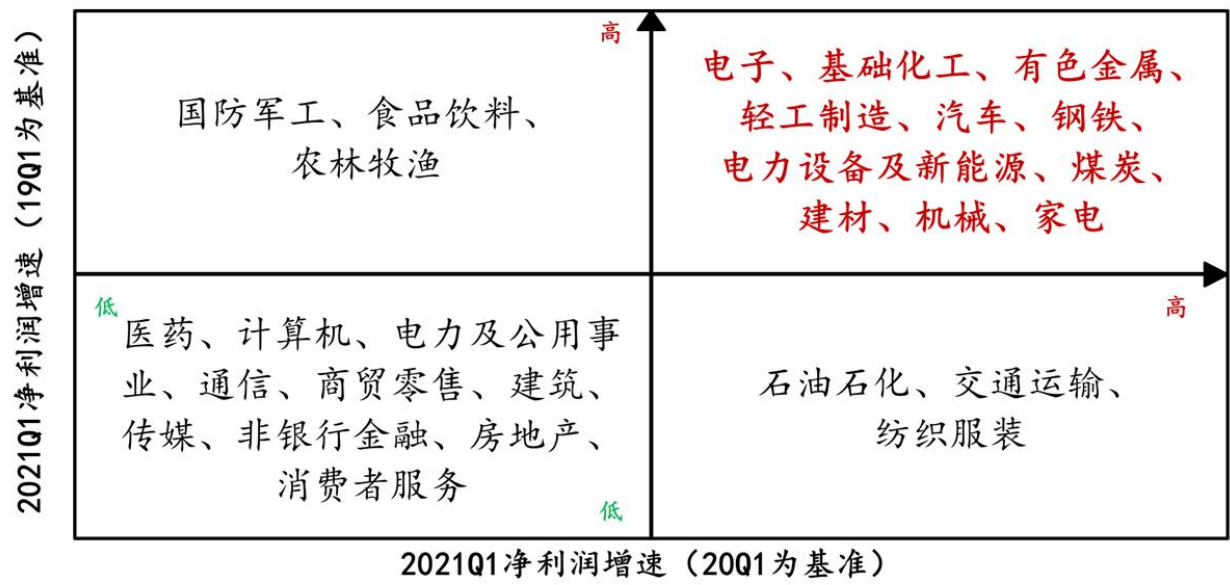 2021Q1净利润增速（19Q1为基准）
高
国防军工、食品饮料、
农林牧渔
电子、基础化工、有色金属、
轻工制造、汽车、钢铁、
电力设备及新能源、煤炭、
建材、机械、家电
低
医药、计算机、电力及公用事
业、通信、商贸零售、建筑、
传媒、非银行金融、房地产、
消费者服务
低
高
石油石化、交通运输、
纺织服装
2021Q1净利润增速（20Q1为基准）